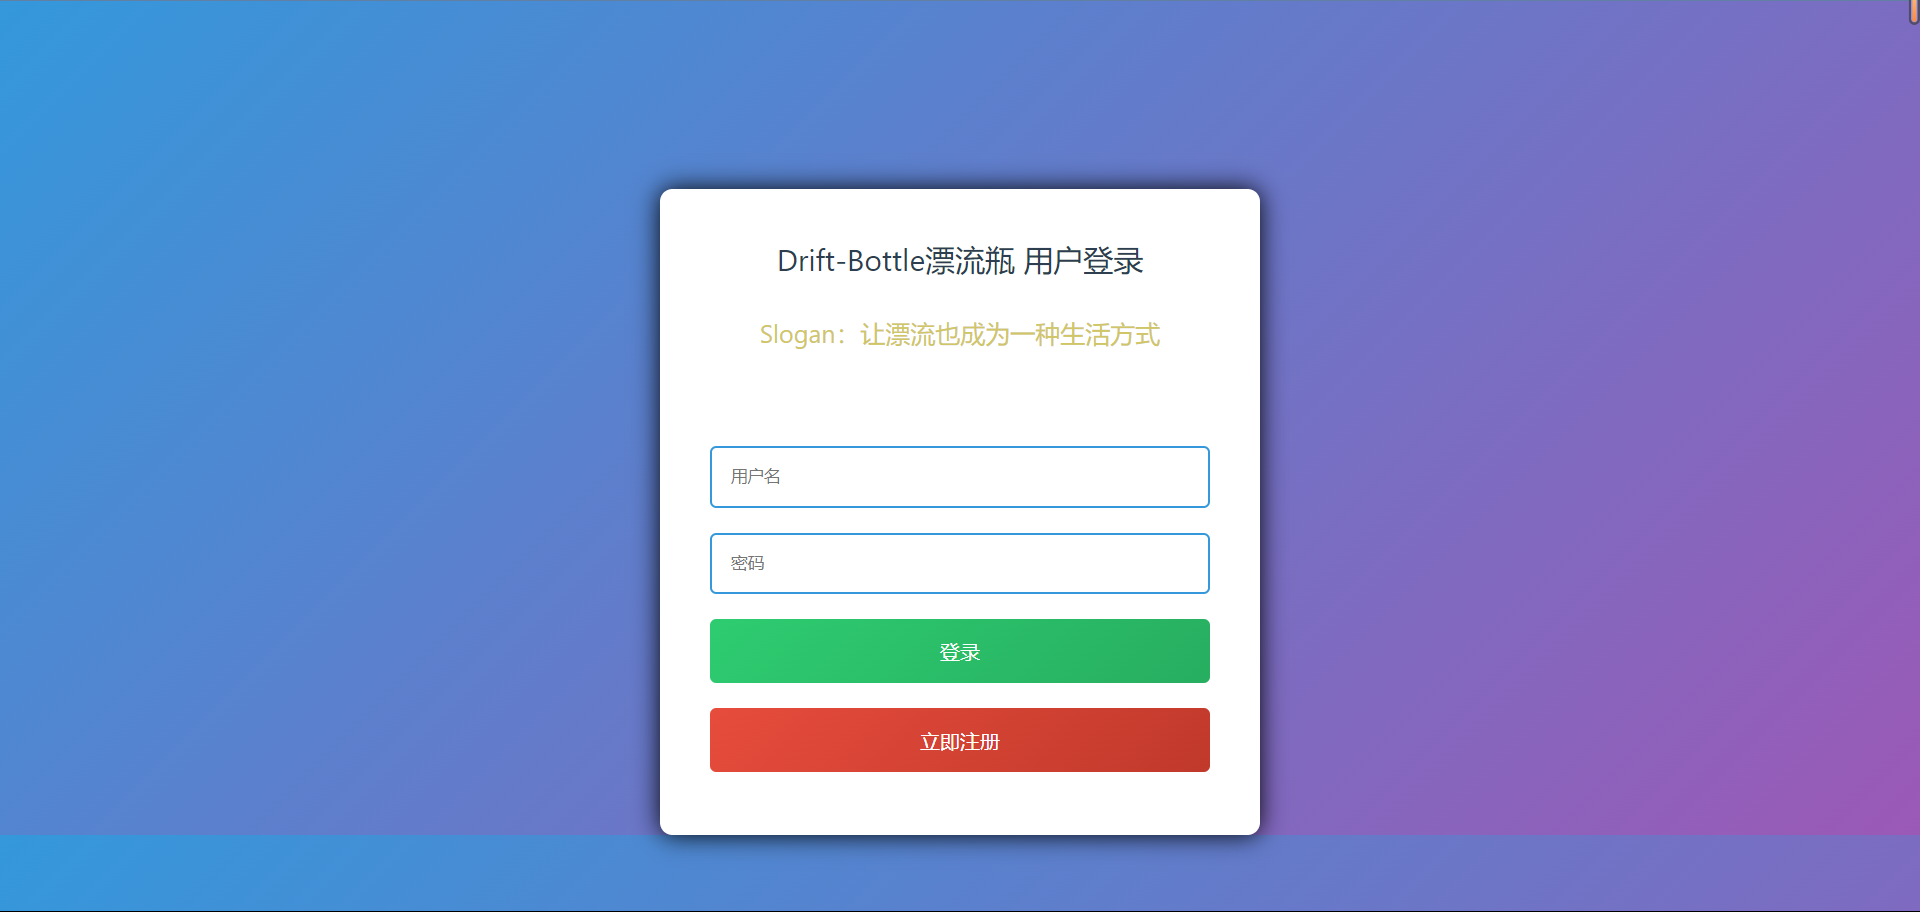 Drift-Bottle漂流瓶 用户登录
Slogan：让漂流也成为一种生活方式
用户名
密码
登录
立即注册